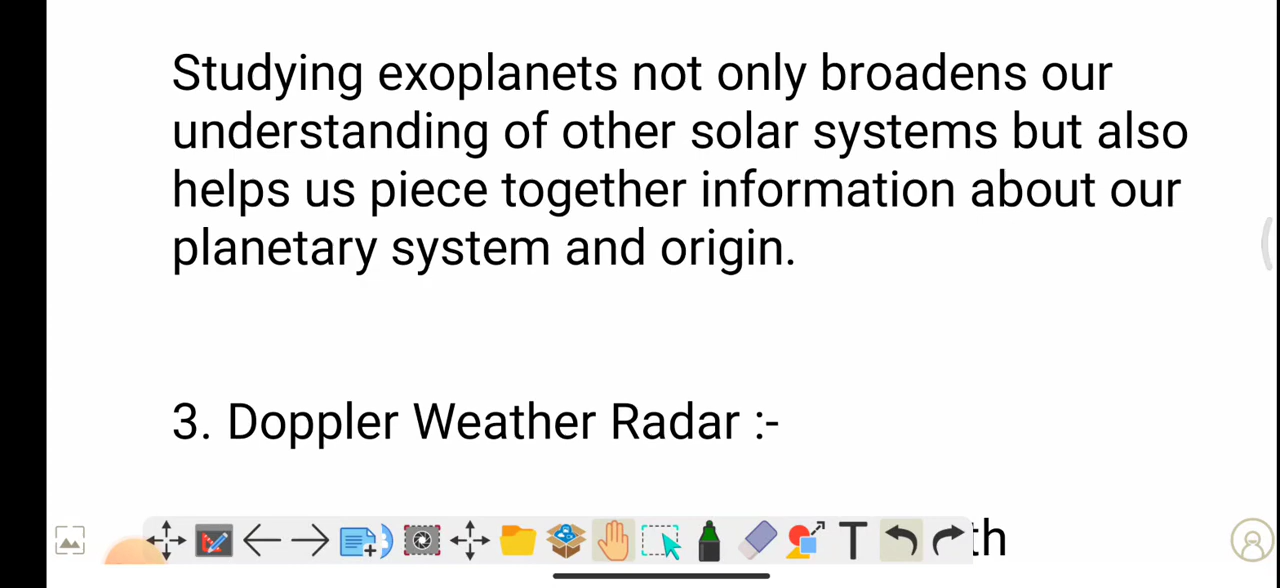 Studying exoplanets not only broadens our
understanding of other solar systems but also
helps us piece together information about our
planetary system and origin.
3. Doppler Weather Radar :-